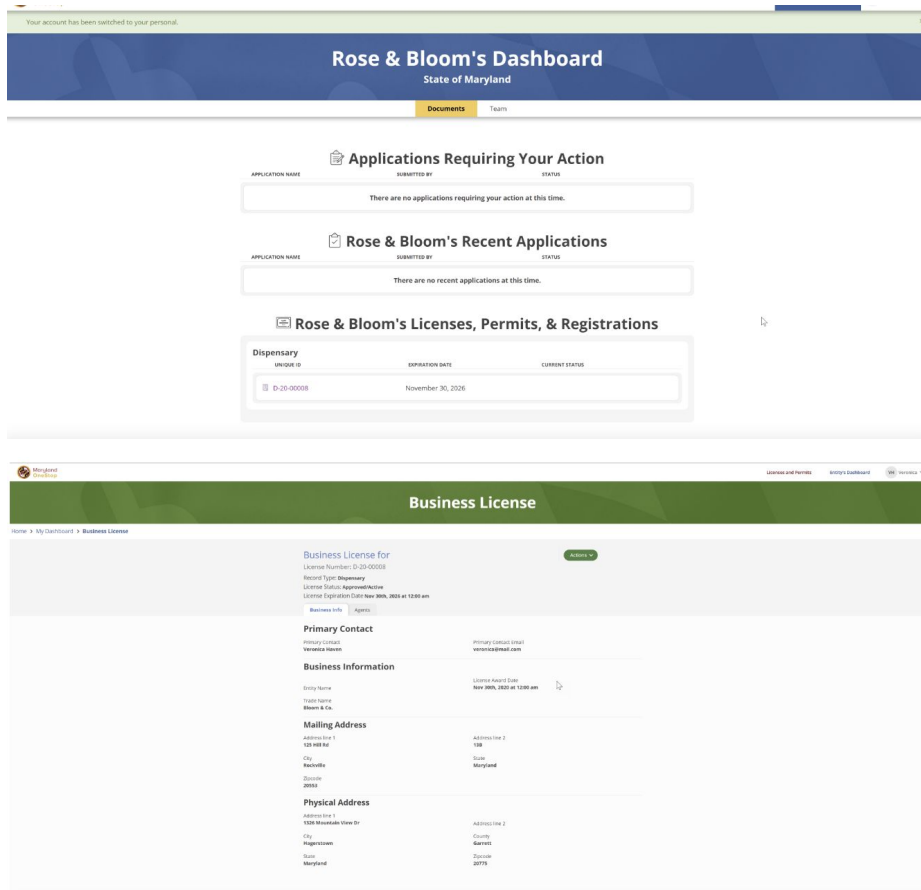 Your account has been switched to your personal.
Rose & Bloom's Dashboard
State of Maryland
Documents Team
Applications Requiring Your Action
APPLICATION NAME SUBMITTED BY STATUS
There are no applications requiring your action at this time.
Rose & Bloom's Recent Applications
APPLICATION NAME SUBMITTED BY STATUS
There are no recent applications at this time.
Rose & Bloom's Licenses, Permits, & Registrations
Dispensary
UNIQUE ID EXPIRATION DATE CURRENT STATUS
D-20-00008 November 30, 2026
Maryland
OneStop
Licenses and Permits Entity's Dashboard VH Veronica
Business License
Home > My Dashboard > Business License
Business License for
Actions
License Number: D-20-00008
Record Type: Dispensary
License Status: Approved/Active
License Expiration Date: Nov 30th, 2026 at 12:00 am
Business Info Agents
Primary Contact
Primary Contact Primary Contact Email
Veronica Haven veronica@mail.com
Business Information
License Award Date
Entity Name Nov 30th, 2020 at 12:00 am
Trade Name
Bloom & Co.
Mailing Address
Address line 1 Address line 2
125 Hill Rd 13B
City State
Rockville Maryland
Zipcode
20553
Physical Address
Address line 1 Address line 2
1326 Mountain View Dr
City County
Hagerstown Garrett
State Zipcode
Maryland 20775